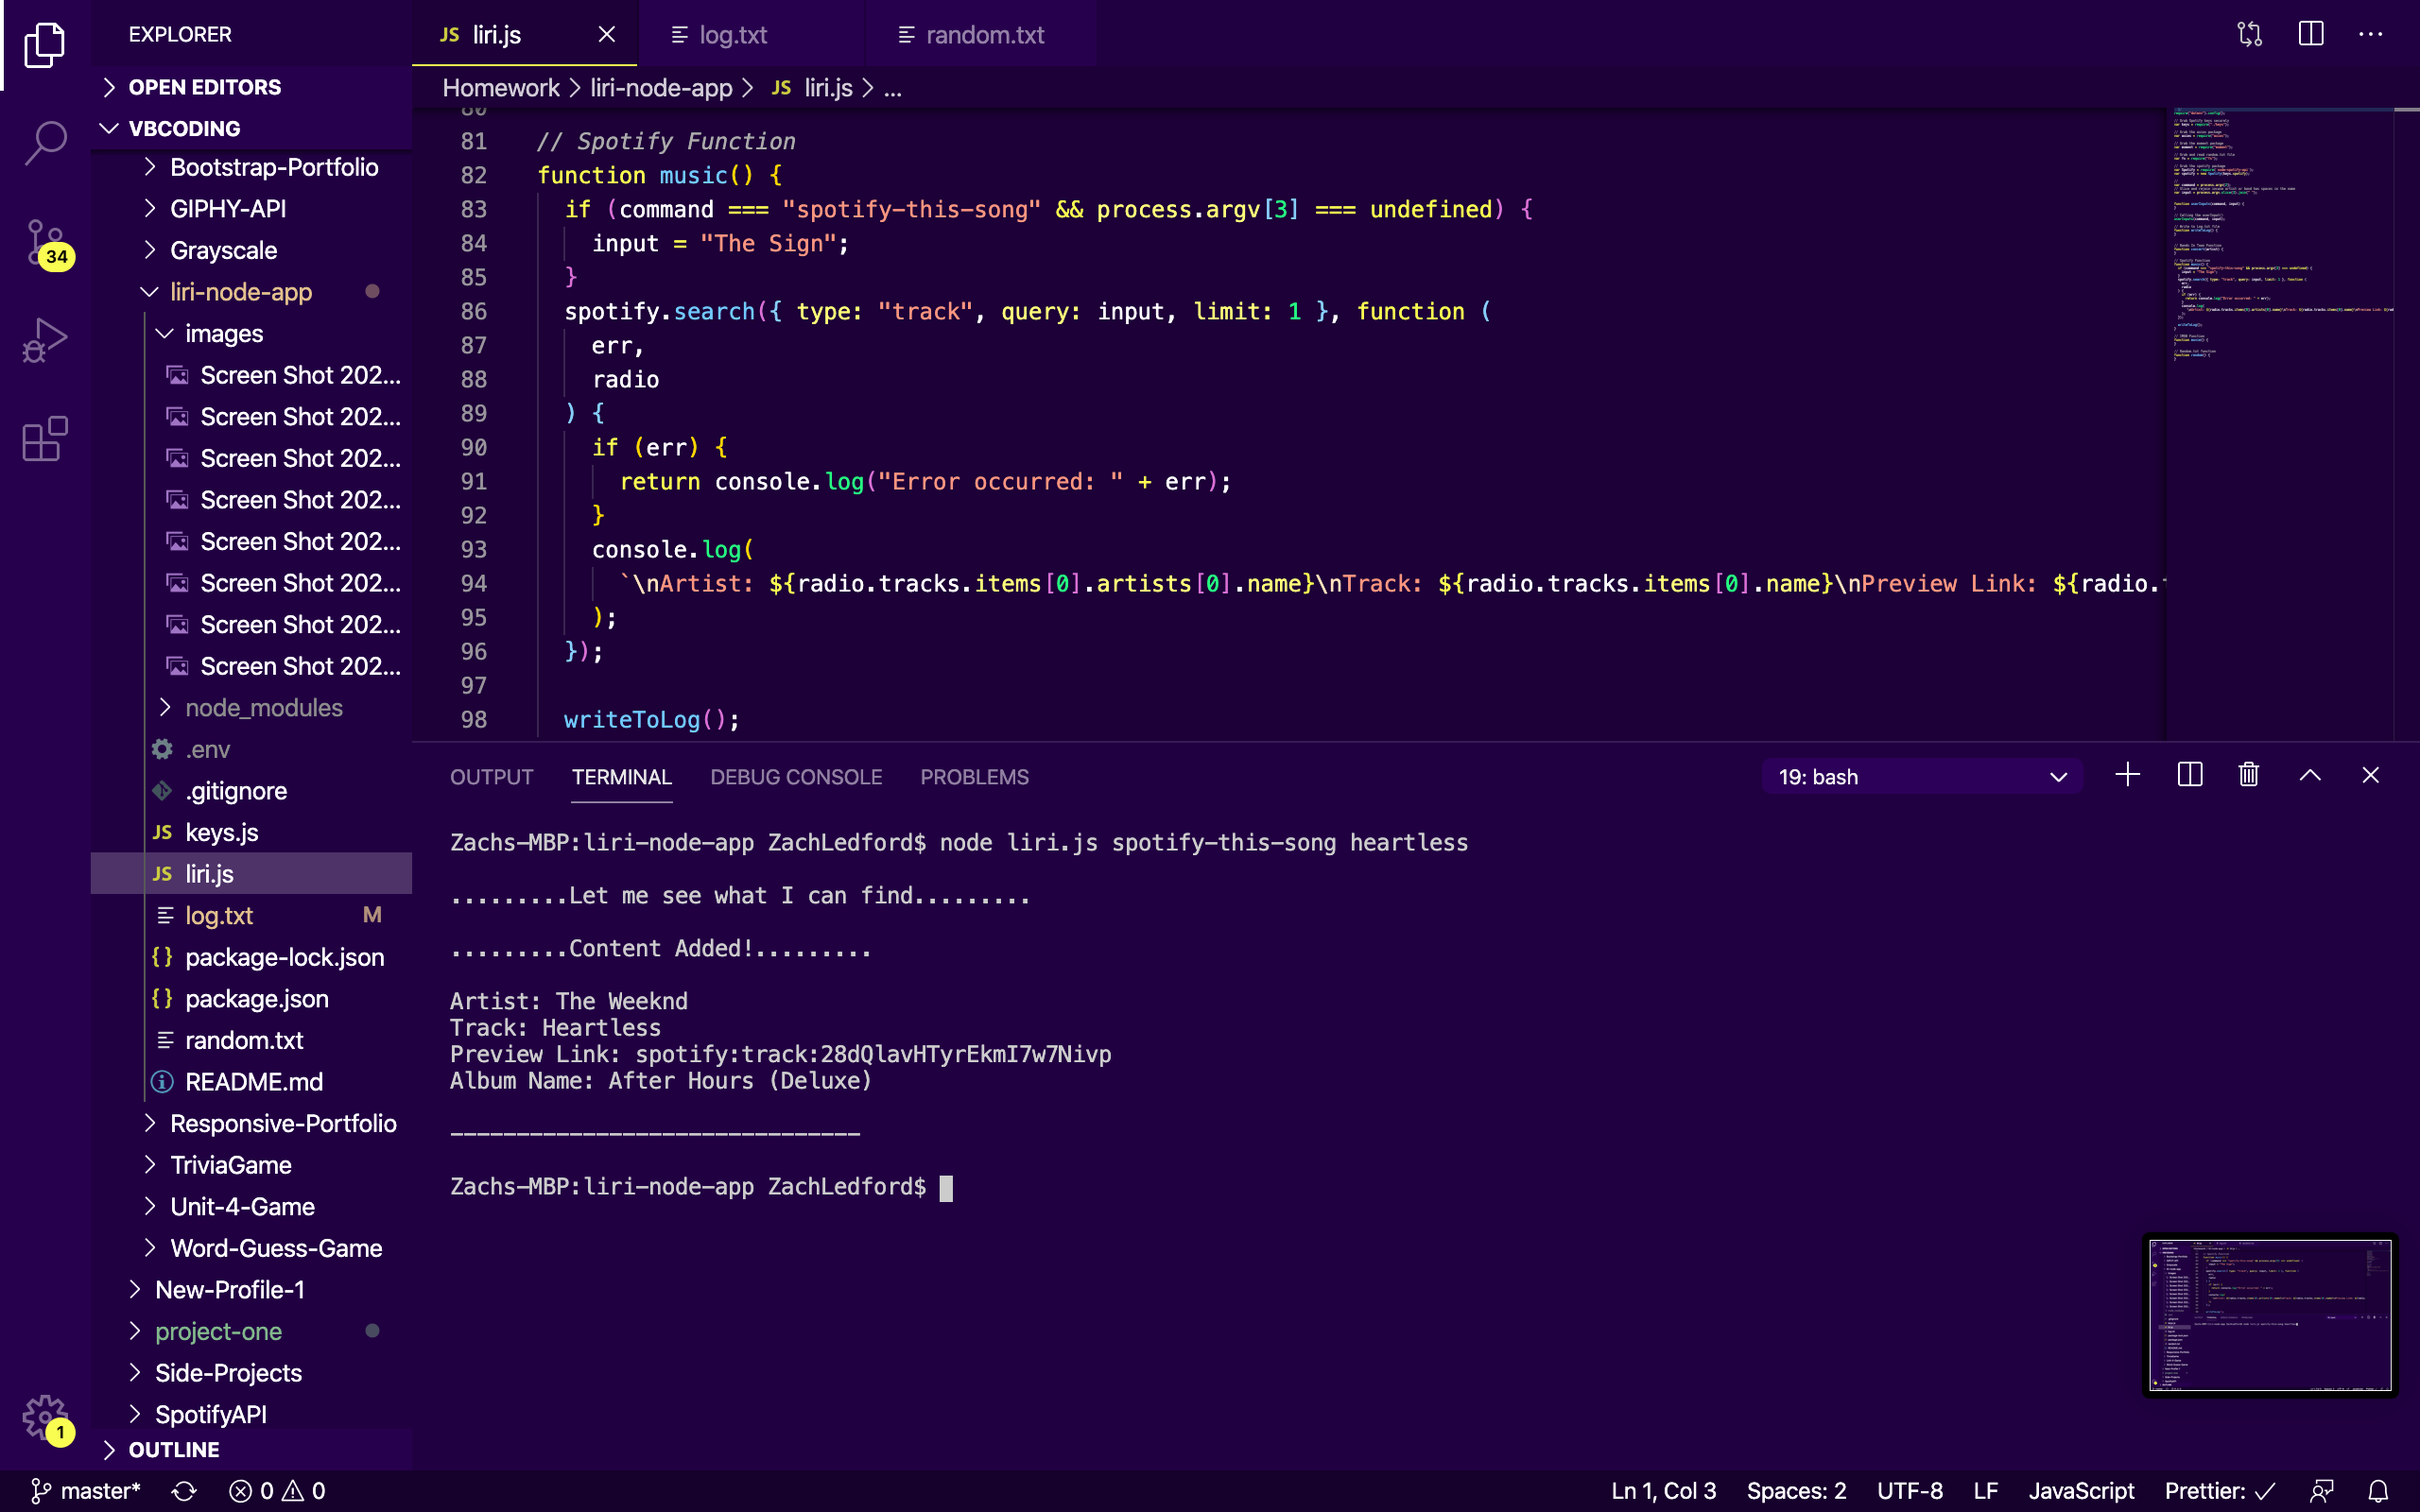 EXPLORER
OPEN EDITORS
VBCODING
Bootstrap-Portfolio
GIPHY-API
Grayscale
34
liri-node-app
images
Screen Shot 202...
Screen Shot 202...
Screen Shot 202...
Screen Shot 202...
Screen Shot 202...
Screen Shot 202...
Screen Shot 202...
Screen Shot 202...
node_modules
.env
.gitignore
JS keys.js
JS liri.js
log.txt M
{} package-lock.json
{} package.json
random.txt
README.md
Responsive-Portfolio
TriviaGame
Unit-4-Game
Word-Guess-Game
New-Profile-1
project-one
Side-Projects
SpotifyAPI
1
OUTLINE
JS liri.js log.txt random.txt
Homework > liri-node-app > JS liri.js > ...
80
81 // Spotify Function
82 function music() {
83 if (command === "spotify-this-song" && process.argv[3] === undefined) {
84 input = "The Sign";
85 }
86 spotify.search({ type: "track", query: input, limit: 1 }, function (
87 err,
88 radio
89 ) {
90 if (err) {
91 return console.log("Error occurred: " + err);
92 }
93 console.log(
94 `\nArtist: ${radio.tracks.items[0].artists[0].name}\nTrack: ${radio.tracks.items[0].name}\nPreview Link: ${radio.
95 );
96 });
97
98 writeToLog();
OUTPUT TERMINAL DEBUG CONSOLE PROBLEMS 19: bash
Zachs-MBP:liri-node-app ZachLedford$ node liri.js spotify-this-song heartless
.........Let me see what I can find.........
.........Content Added!.........
Artist: The Weeknd
Track: Heartless
Preview Link: spotify:track:28dQlavHTyrEkmI7w7Nivp
Album Name: After Hours (Deluxe)
-------------------------------
Zachs-MBP:liri-node-app ZachLedford$
master* 0 0 Ln 1, Col 3 Spaces: 2 UTF-8 LF JavaScript Prettier: ✓